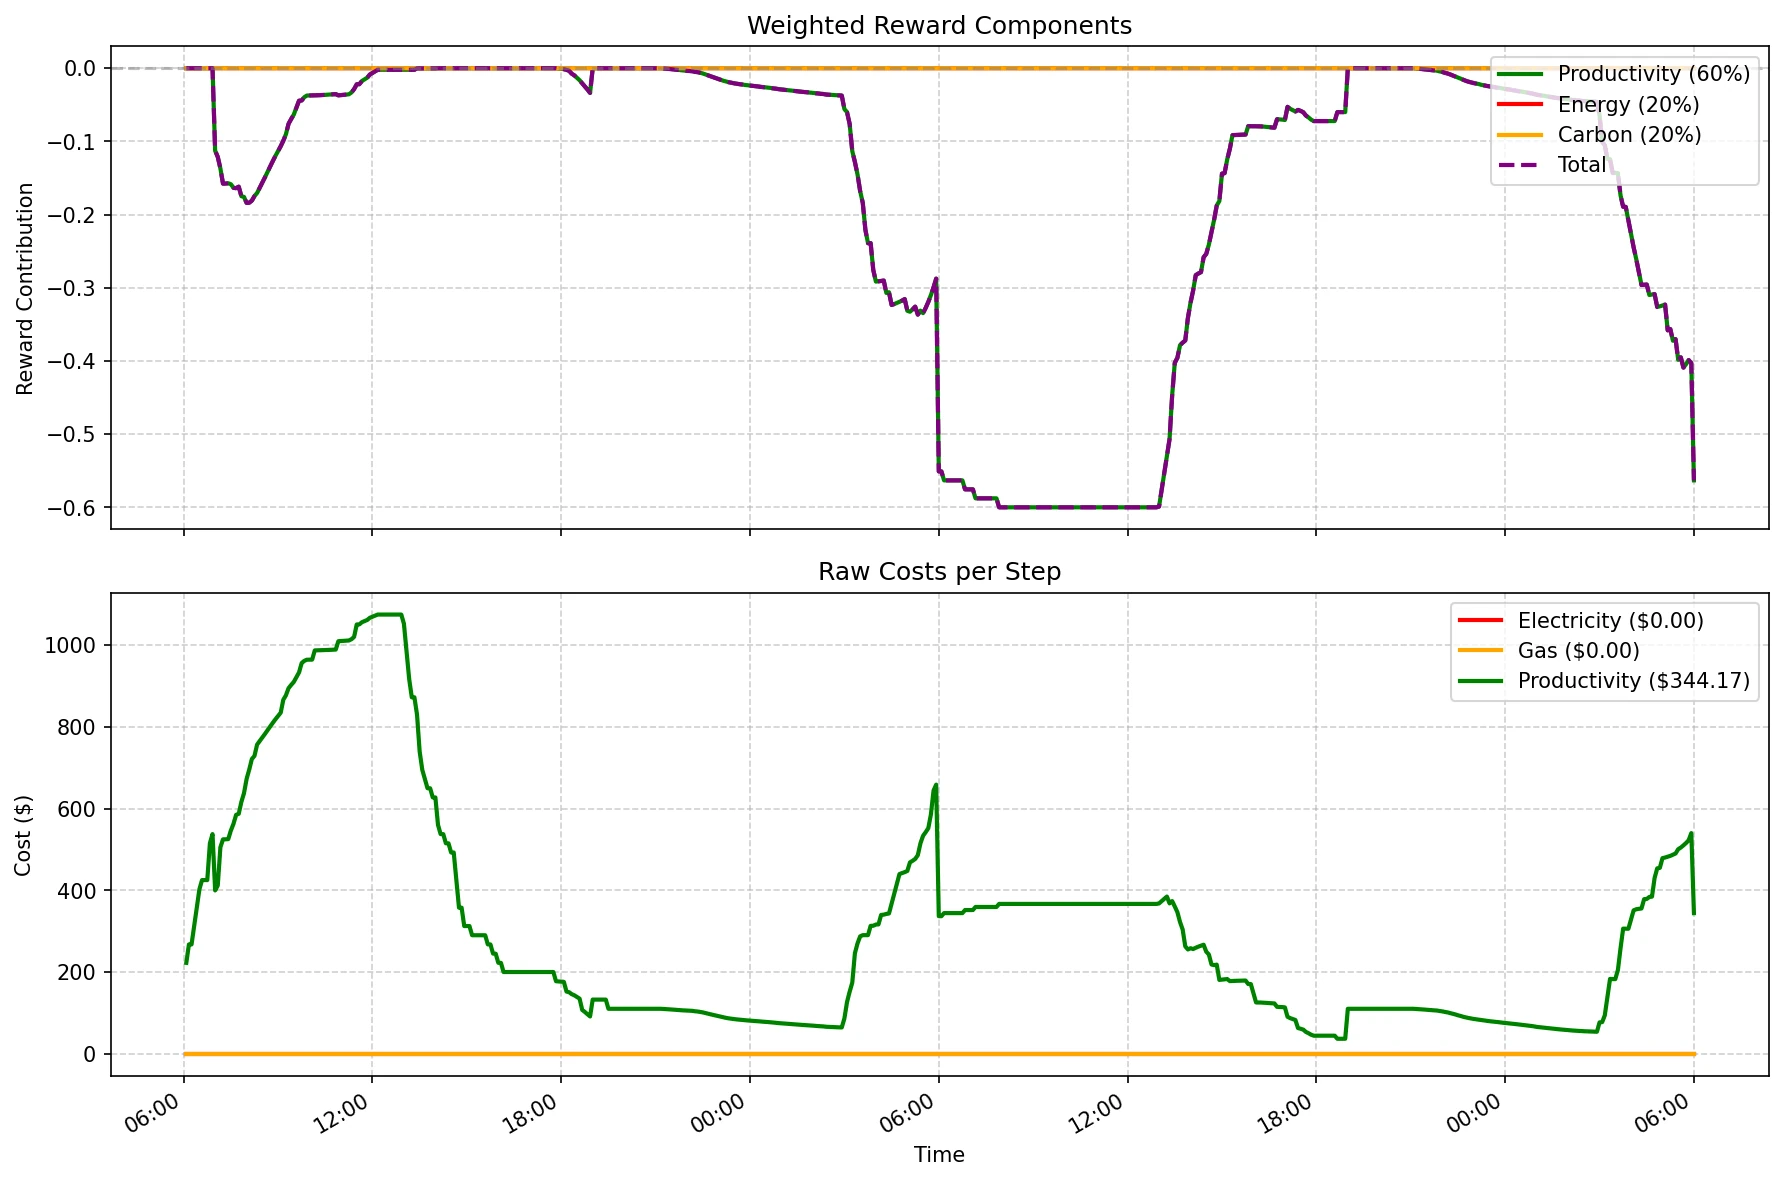 Weighted Reward Components
Reward Contribution
0.0
−0.1
−0.2
−0.3
−0.4
−0.5
−0.6
Productivity (60%)
Energy (20%)
Carbon (20%)
Total
Raw Costs per Step
Cost ($)
1000
800
600
400
200
0
Electricity ($0.00)
Gas ($0.00)
Productivity ($344.17)
06:00 12:00 18:00 00:00 06:00 12:00 18:00 00:00 06:00
Time